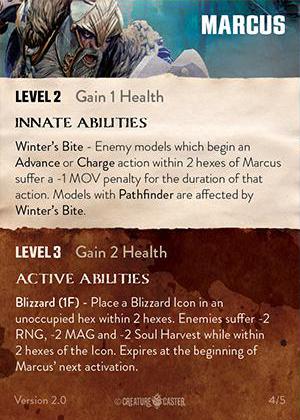 MARCUS
LEVEL 2 Gain 1 Health
INNATE ABILITIES
Winter's Bite - Enemy models which begin an
Advance or Charge action within 2 hexes of Marcus
suffer a -1 MOV penalty for the duration of that
action. Models with Pathfinder are affected by
Winter's Bite.
LEVEL 3 Gain 2 Health
ACTIVE ABILITIES
Blizzard (1F) - Place a Blizzard Icon in an
unoccupied hex within 2 hexes. Enemies suffer -2
RNG, -2 MAG and -2 Soul Harvest while within
2 hexes of the Icon. Expires at the beginning of
Marcus' next activation.
Version 2.0 © CREATURE CASTER 4/5